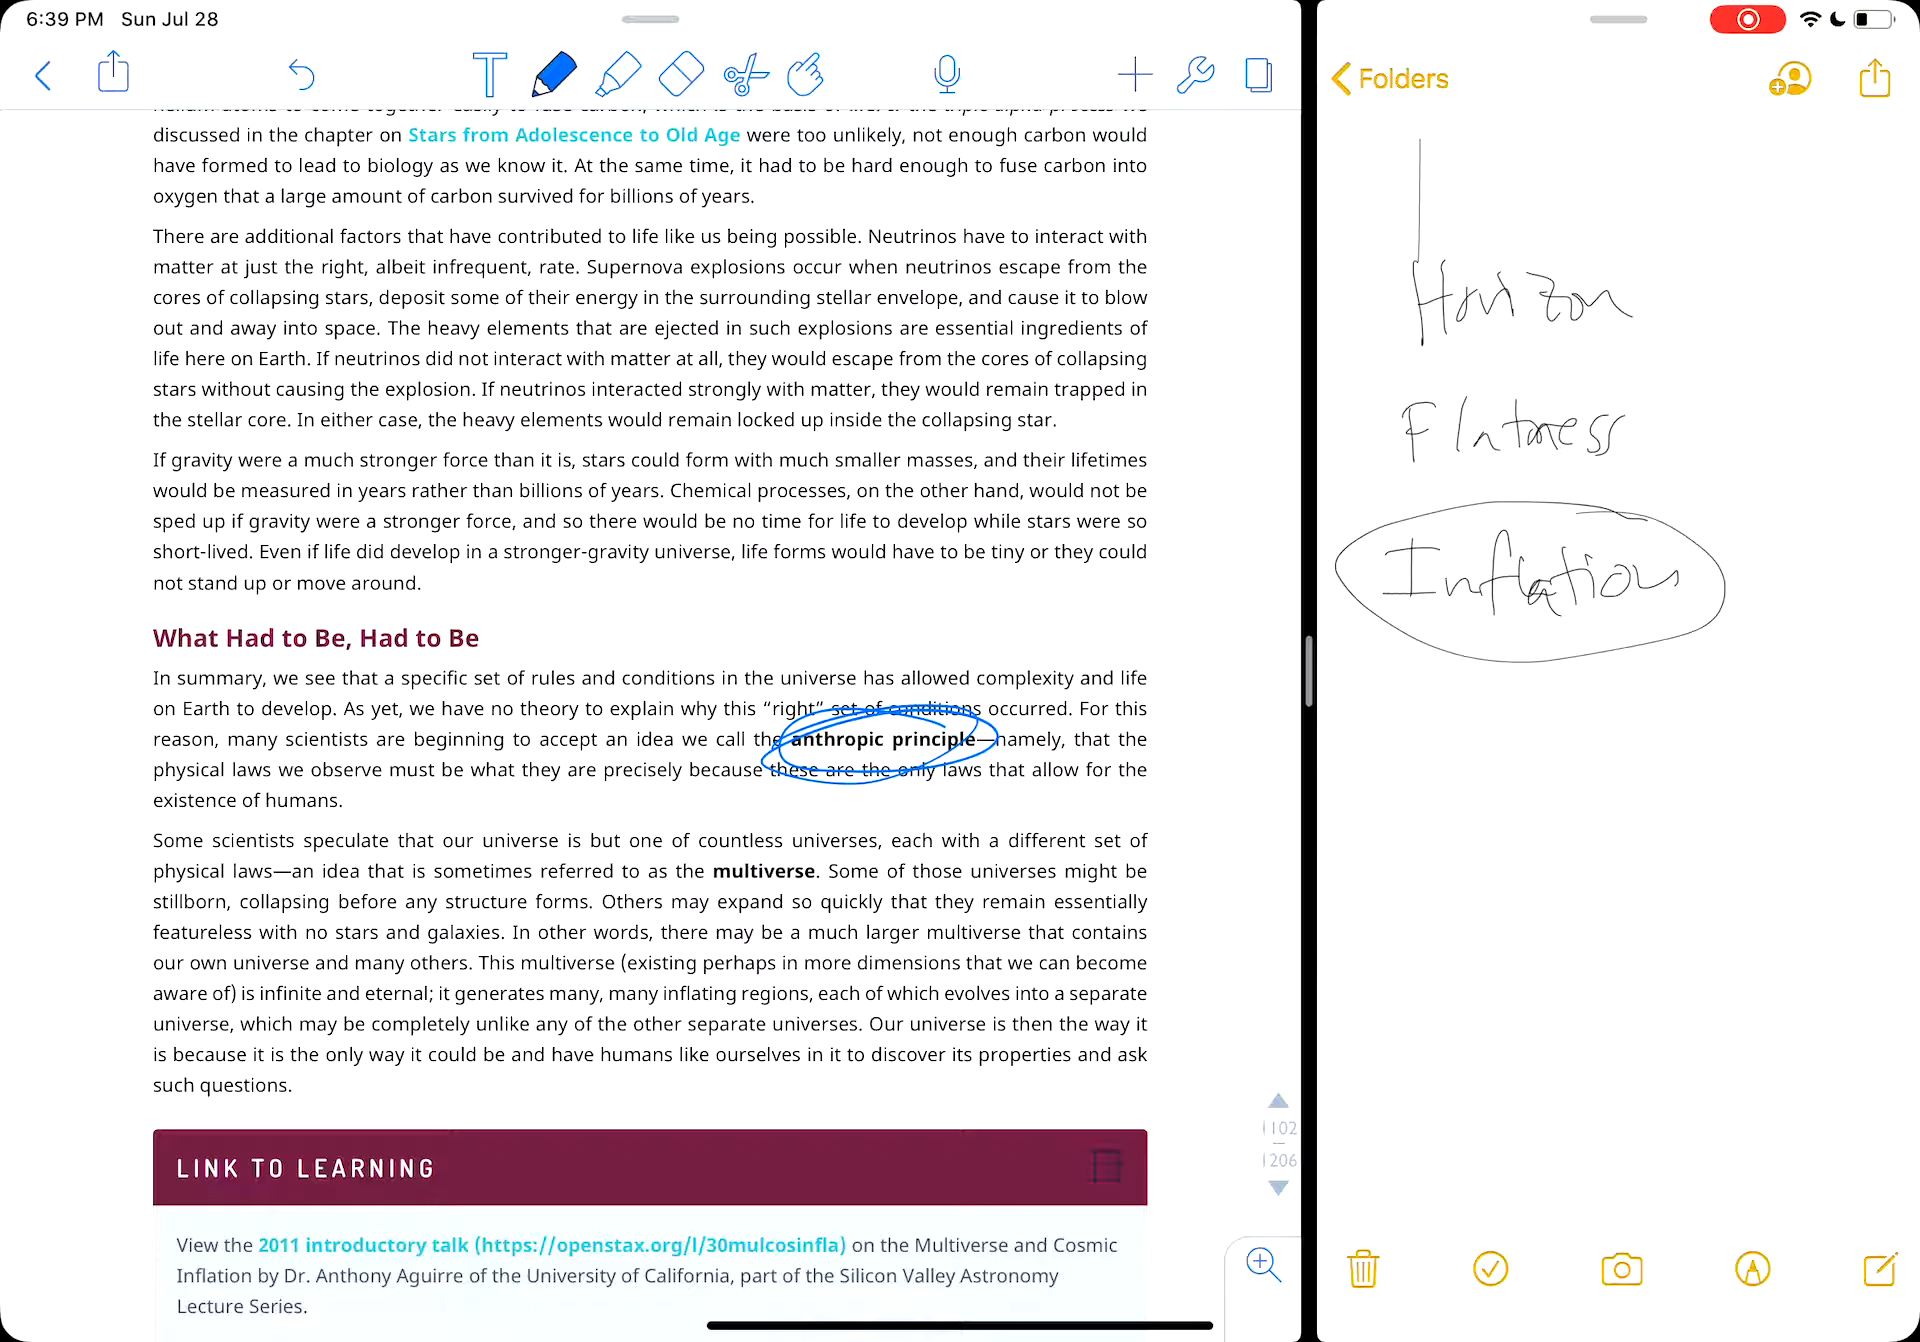 6:39 PM Sun Jul 28
Folders
discussed in the chapter on Stars from Adolescence to Old Age were too unlikely, not enough carbon would
have formed to lead to biology as we know it. At the same time, it had to be hard enough to fuse carbon into
oxygen that a large amount of carbon survived for billions of years.
There are additional factors that have contributed to life like us being possible. Neutrinos have to interact with
matter at just the right, albeit infrequent, rate. Supernova explosions occur when neutrinos escape from the
cores of collapsing stars, deposit some of their energy in the surrounding stellar envelope, and cause it to blow
out and away into space. The heavy elements that are ejected in such explosions are essential ingredients of
life here on Earth. If neutrinos did not interact with matter at all, they would escape from the cores of collapsing
stars without causing the explosion. If neutrinos interacted strongly with matter, they would remain trapped in
the stellar core. In either case, the heavy elements would remain locked up inside the collapsing star.
If gravity were a much stronger force than it is, stars could form with much smaller masses, and their lifetimes
would be measured in years rather than billions of years. Chemical processes, on the other hand, would not be
sped up if gravity were a stronger force, and so there would be no time for life to develop while stars were so
short-lived. Even if life did develop in a stronger-gravity universe, life forms would have to be tiny or they could
not stand up or move around.
What Had to Be, Had to Be
In summary, we see that a specific set of rules and conditions in the universe has allowed complexity and life
on Earth to develop. As yet, we have no theory to explain why this “right” set of conditions occurred. For this
reason, many scientists are beginning to accept an idea we call the anthropic principle—namely, that the
physical laws we observe must be what they are precisely because these are the only laws that allow for the
existence of humans.
Some scientists speculate that our universe is but one of countless universes, each with a different set of
physical laws—an idea that is sometimes referred to as the multiverse. Some of those universes might be
stillborn, collapsing before any structure forms. Others may expand so quickly that they remain essentially
featureless with no stars and galaxies. In other words, there may be a much larger multiverse that contains
our own universe and many others. This multiverse (existing perhaps in more dimensions that we can become
aware of) is infinite and eternal; it generates many, many inflating regions, each of which evolves into a separate
universe, which may be completely unlike any of the other separate universes. Our universe is then the way it
is because it is the only way it could be and have humans like ourselves in it to discover its properties and ask
such questions.
1102
1206
LINK TO LEARNING
View the 2011 introductory talk (https://openstax.org/l/30mulcosinfla) on the Multiverse and Cosmic
Inflation by Dr. Anthony Aguirre of the University of California, part of the Silicon Valley Astronomy
Lecture Series.
Horizon
Flatness
Inflation